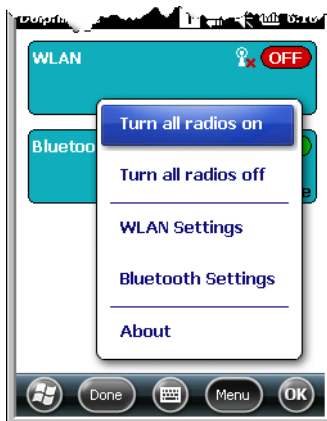 WLAN
OFF
Turn all radios on
Turn all radios off
WLAN Settings
Bluetooth Settings
About
Done
Menu
OK